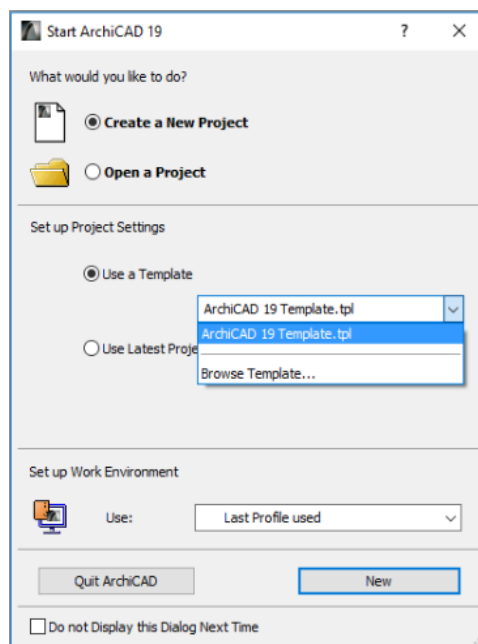 Start ArchiCAD 19
What would you like to do?
Create a New Project
Open a Project
Set up Project Settings
Use a Template
ArchiCAD 19 Template.tpl
ArchiCAD 19 Template.tpl
Use Latest Proje
Browse Template...
Set up Work Environment
Use: Last Profile used
Quit ArchiCAD New
Do not Display this Dialog Next Time